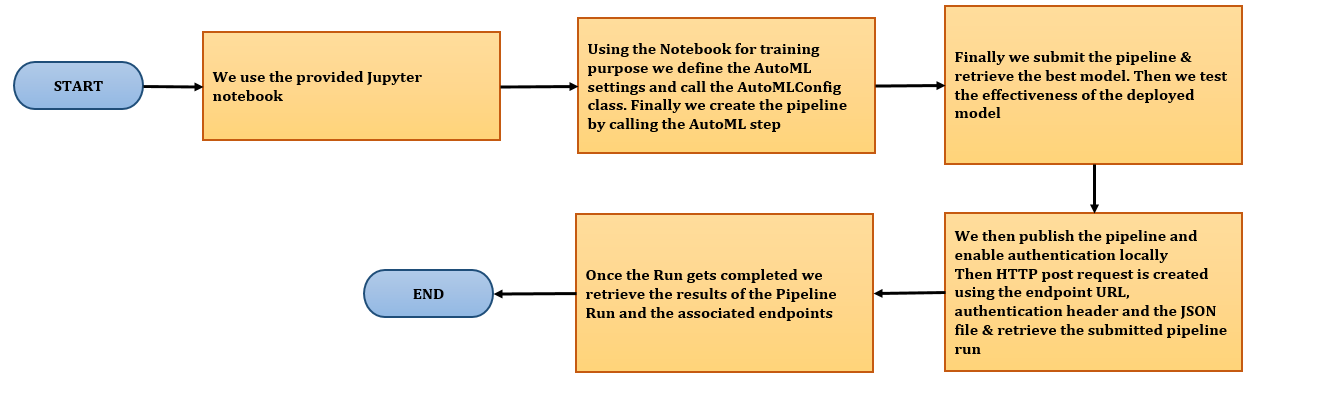 START
We use the provided Jupyter
notebook
Using the Notebook for training
purpose we define the AutoML
settings and call the AutoMLConfig
class. Finally we create the pipeline
by calling the AutoML step
Finally we submit the pipeline &
retrieve the best model. Then we test
the effectiveness of the deployed
model
We then publish the pipeline and
enable authentication locally
Then HTTP post request is created
using the endpoint URL,
authentication header and the JSON
file & retrieve the submitted pipeline
run
Once the Run gets completed we
retrieve the results of the Pipeline
Run and the associated endpoints
END